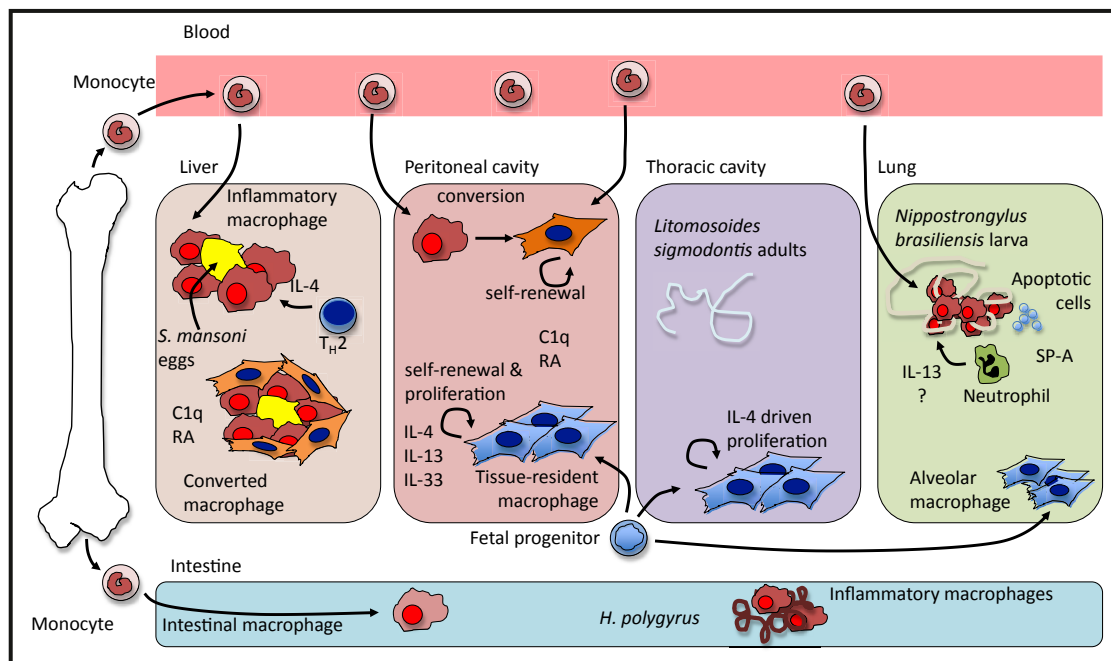 Blood
Monocyte
Liver
Inflammatory
macrophage
IL-4
TH2
S. mansoni
eggs
C1q
RA
Converted
macrophage
Peritoneal cavity
conversion
self-renewal
C1q
RA
self-renewal &
proliferation
IL-4
IL-13
IL-33
Tissue-resident
macrophage
Thoracic cavity
Litomosoides
sigmodontis adults
IL-4 driven
proliferation
Fetal progenitor
Lung
Nippostrongylus
brasiliensis larva
Apoptotic
cells
SP-A
IL-13
?
Neutrophil
Alveolar
macrophage
Monocyte
Intestine
Intestinal macrophage
H. polygyrus
Inflammatory macrophages